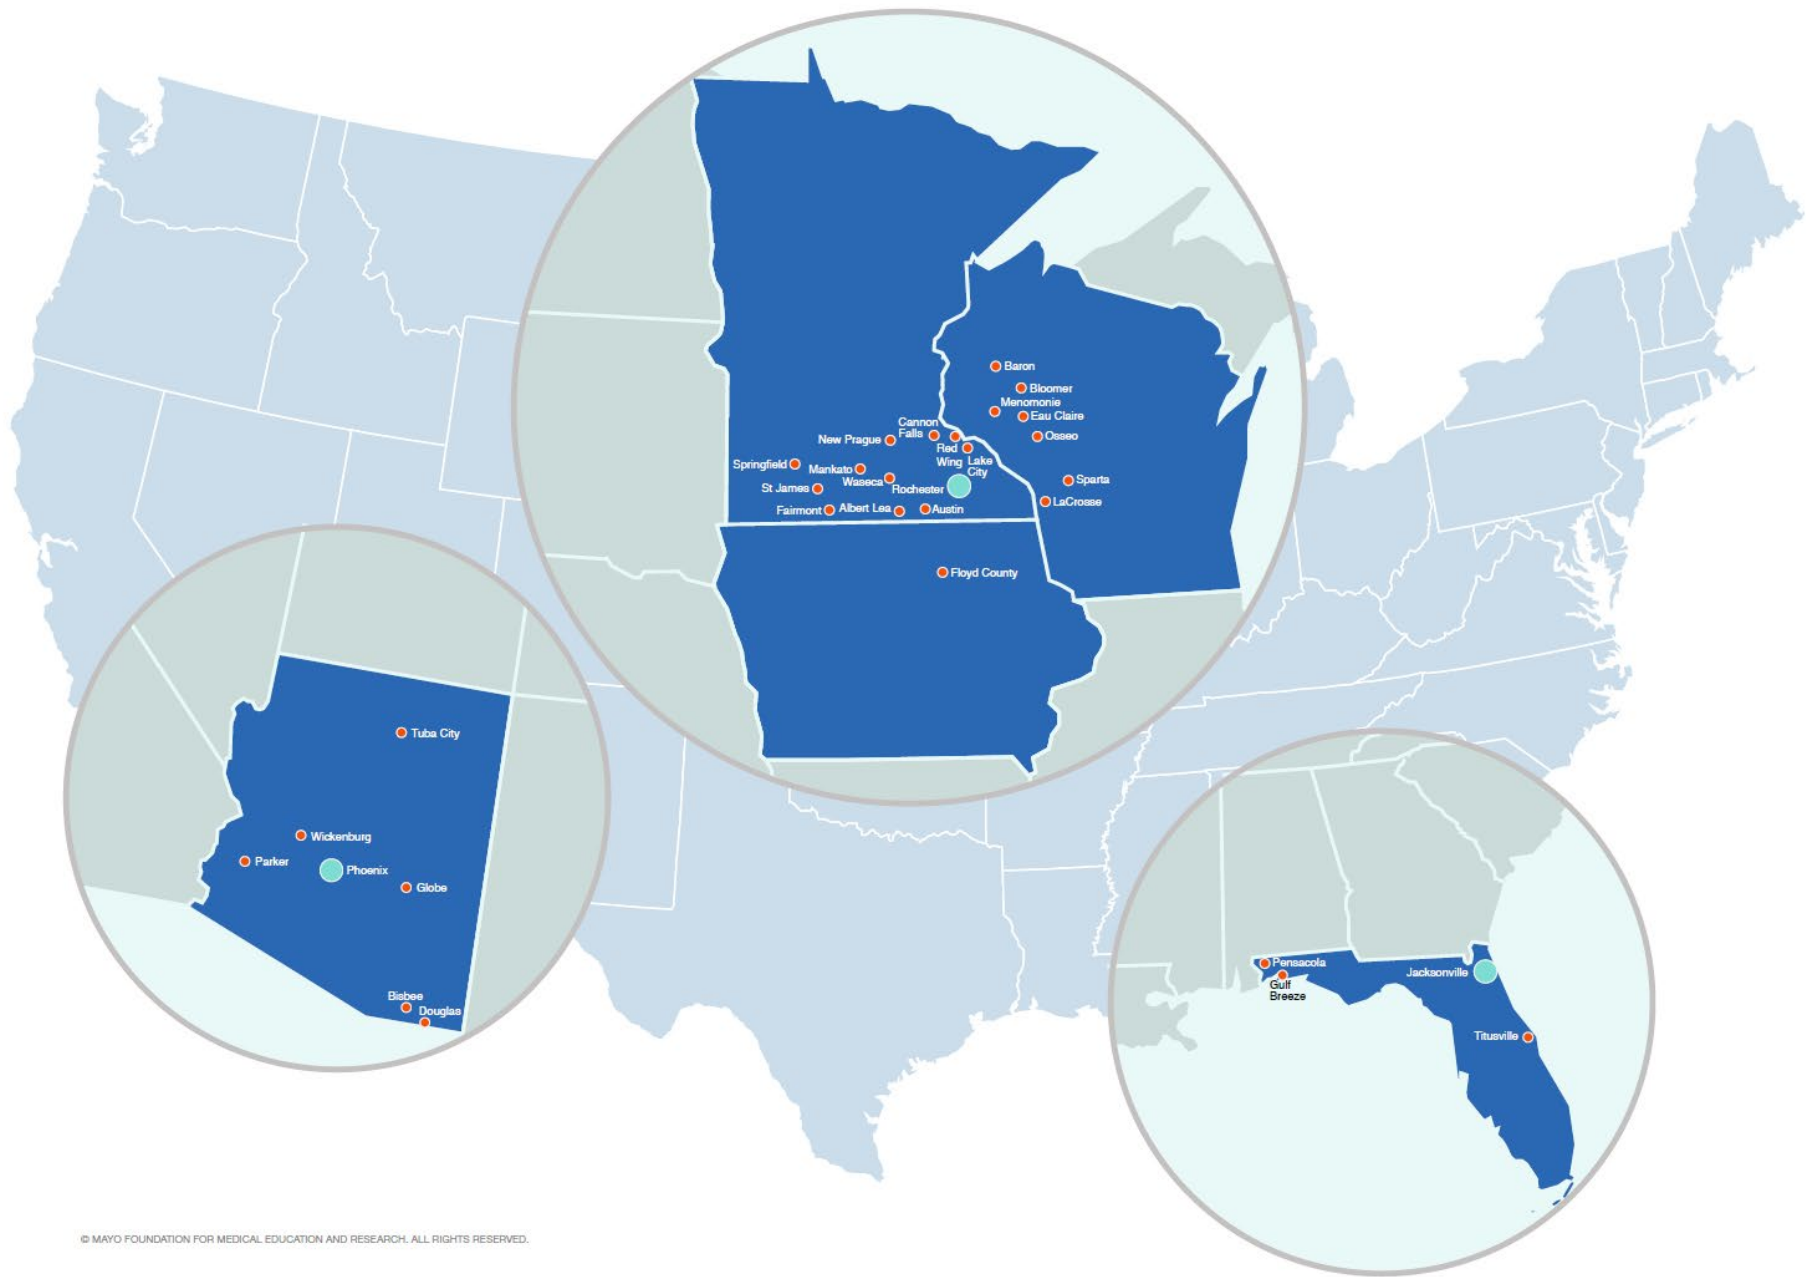 Baron
Bloomer
Menomonie
Eau Claire
Cannon
Falls
New Prague
Osseo
Red
Wing
Lake
City
Springfield
Mankato
Waseca
Sparta
St James
Rochester
LaCrosse
Fairmont
Albert Lea
Austin
Floyd County
Tuba City
Wickenburg
Parker
Phoenix
Globe
Bisbee
Douglas
Pensacola
Gulf
Breeze
Jacksonville
Titusville
© MAYO FOUNDATION FOR MEDICAL EDUCATION AND RESEARCH. ALL RIGHTS RESERVED.